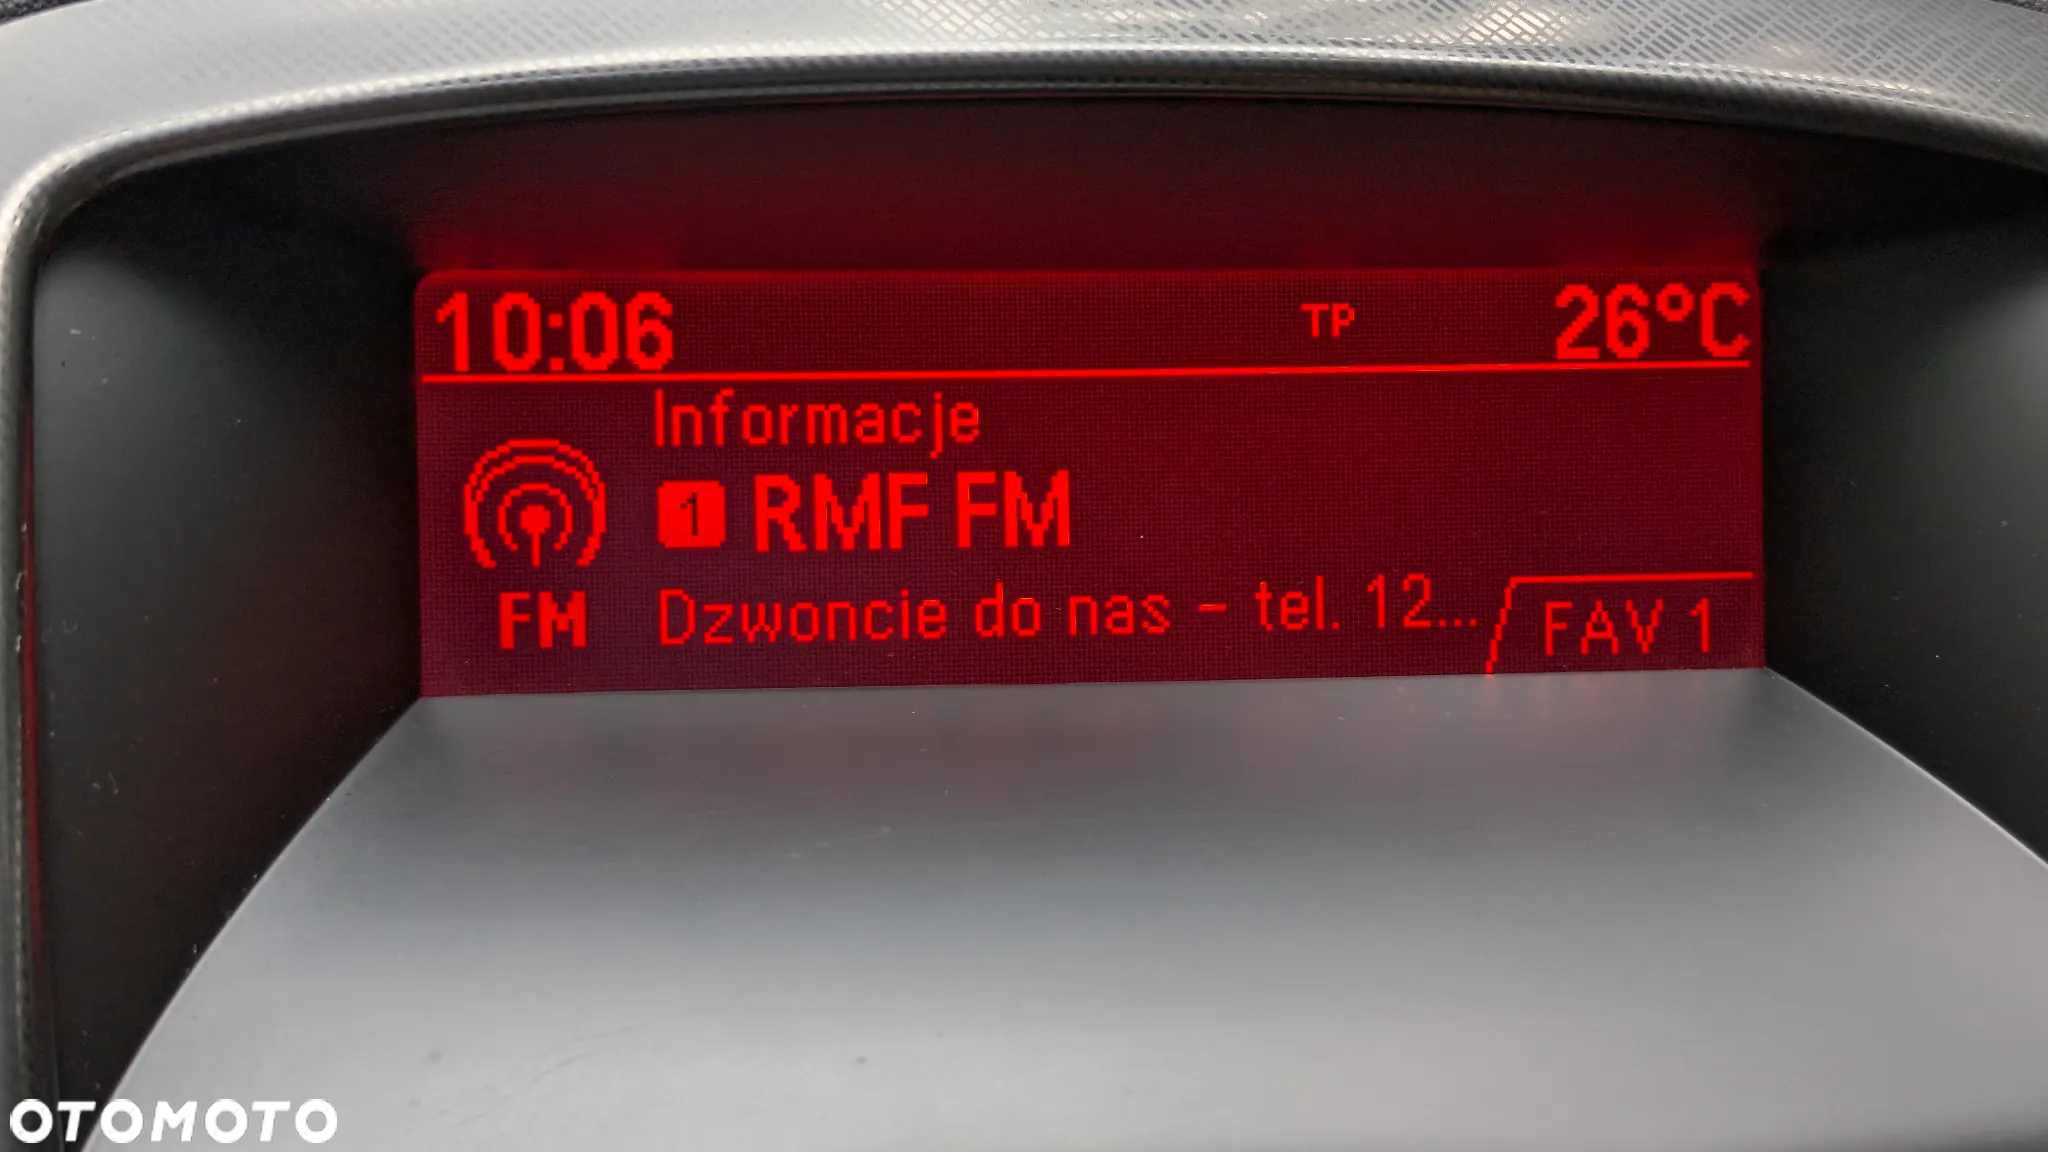 10:06 TP 26°C
Informacje
1 RMF FM
FM Dzwoncie do nas - tel. 12... FAV 1
OTOMOTO